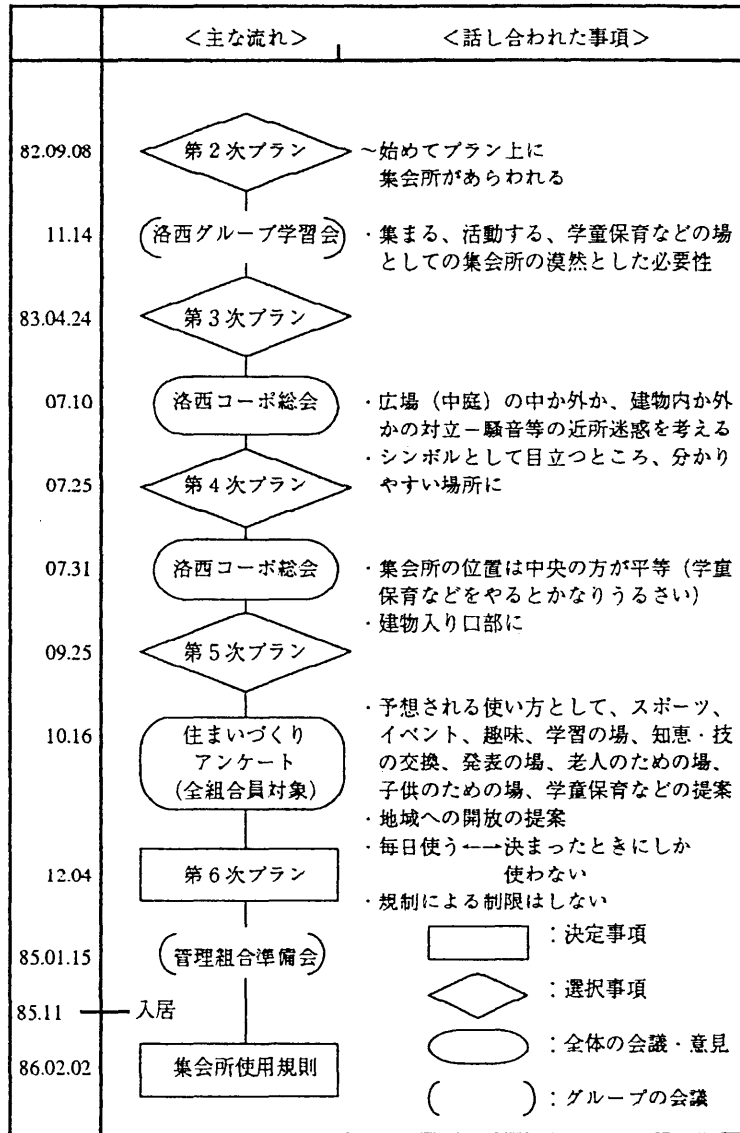 ＜主な流れ＞ ＜話し合われた事項＞
82.09.08 第2次プラン ～始めてプラン上に
集会所があらわれる
11.14 (洛西グループ学習会) ・集まる、活動する、学童保育などの場
としての集会所の漠然とした必要性
83.04.24 第3次プラン
07.10 洛西コーポ総会 ・広場（中庭）の中か外か、建物内か外
かの対立－騒音等の近所迷惑を考える
・シンボルとして目立つところ、分かり
07.25 第4次プラン やすい場所に
07.31 洛西コーポ総会 ・集会所の位置は中央の方が平等（学童
保育などをやるとかなりうるさい）
・建物入り口部に
09.25 第5次プラン
・予想される使い方として、スポーツ、
10.16 住まいづくり イベント、趣味、学習の場、知恵・技
アンケート の交換、発表の場、老人のための場、
(全組合員対象) 子供のための場、学童保育などの提案
・地域への開放の提案
・毎日使う←→決まったときにしか
12.04 第6次プラン 使わない
・規制による制限はしない
：決定事項
85.01.15 (管理組合準備会)
：選択事項
85.11 入居
：全体の会議・意見
86.02.02 集会所使用規則
( )：グループの会議